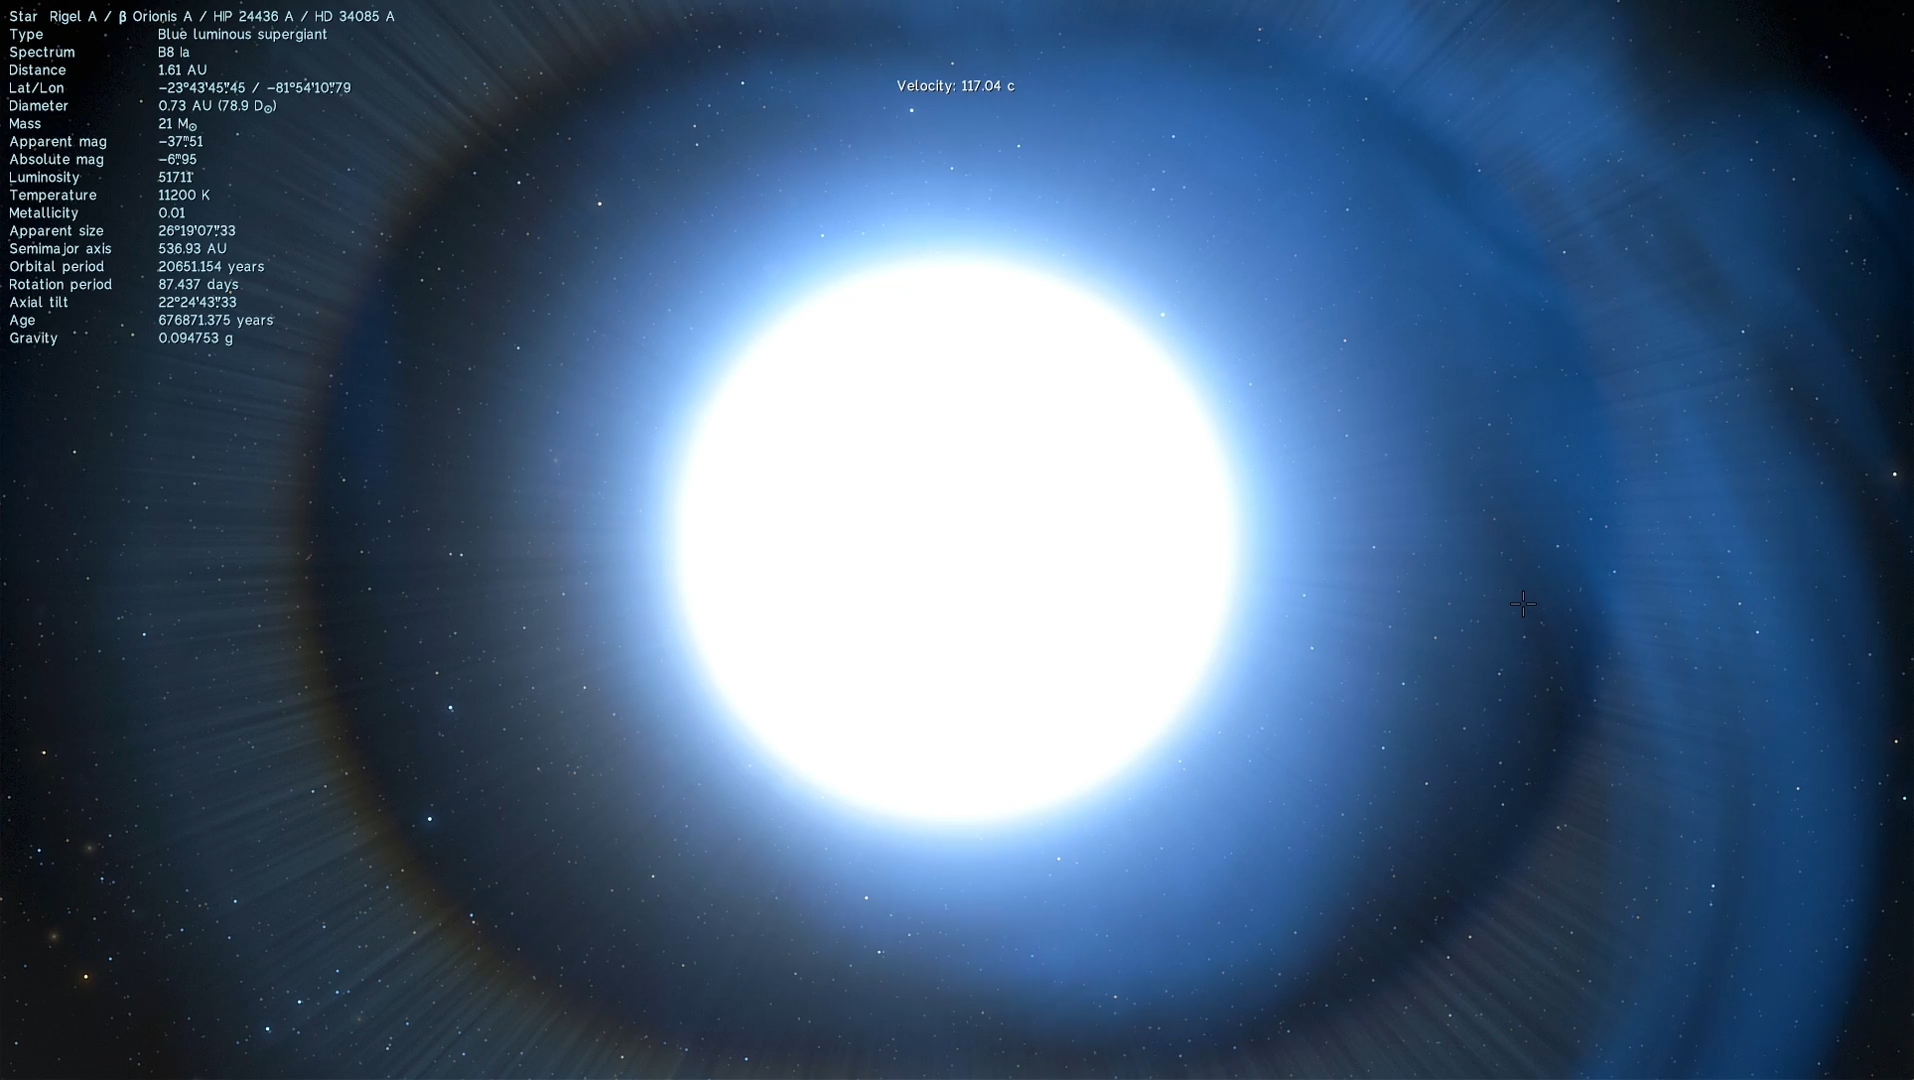 Star Rigel A / β Orionis A / HIP 24436 A / HD 34085 A
Type Blue luminous supergiant
Spectrum B8 Ia
Distance 1.61 AU
Lat/Lon −23°43'45"45 / −81°54'10"79
Diameter 0.73 AU (78.9 D☉)
Mass 21 M☉
Apparent mag −37ᵐ51
Absolute mag −6ᵐ95
Luminosity 51711
Temperature 11200 K
Metallicity 0.01
Apparent size 26°19'07"33
Semimajor axis 536.93 AU
Orbital period 20651.154 years
Rotation period 87.437 days
Axial tilt 22°24'43"33
Age 676871.375 years
Gravity 0.094753 g
Velocity: 117.04 c